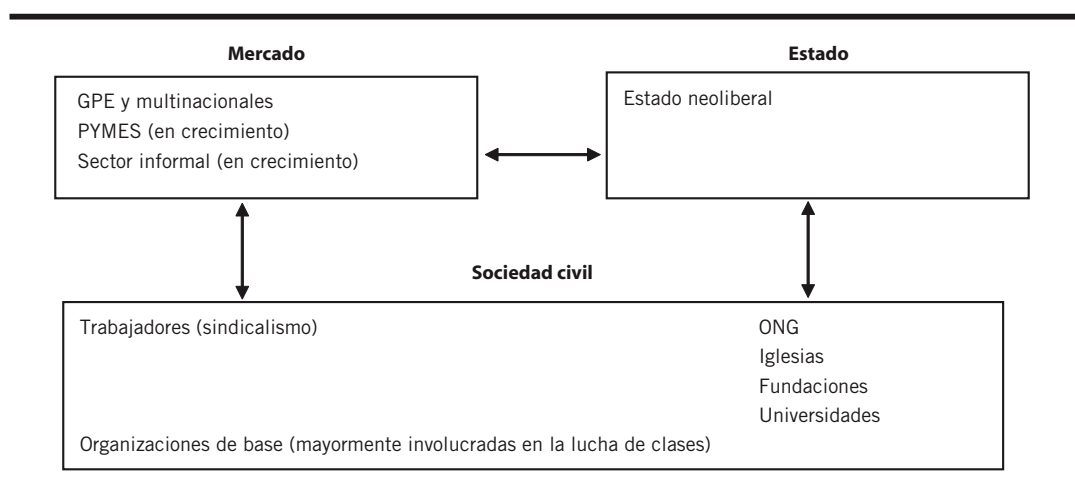 Mercado
GPE y multinacionales
PYMES (en crecimiento)
Sector informal (en crecimiento)
Estado
Estado neoliberal
Sociedad civil
Trabajadores (sindicalismo)
ONG
Iglesias
Fundaciones
Universidades
Organizaciones de base (mayormente involucradas en la lucha de clases)